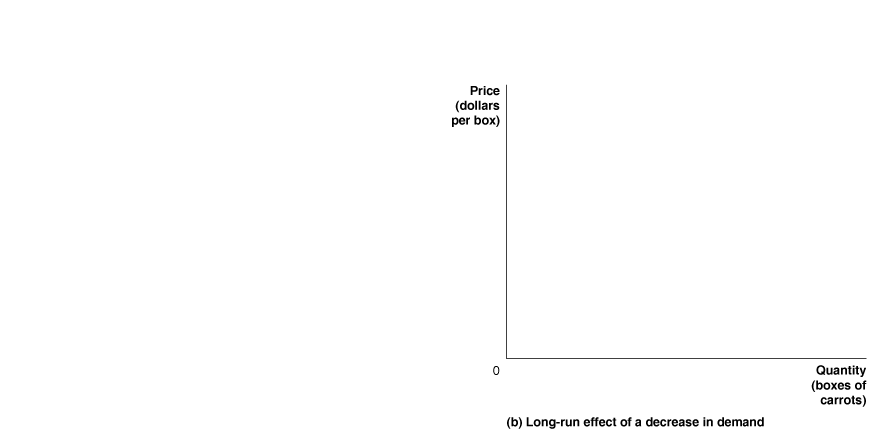 Price
(dollars
per box)
0
Quantity
(boxes of
carrots)
(b) Long-run effect of a decrease in demand